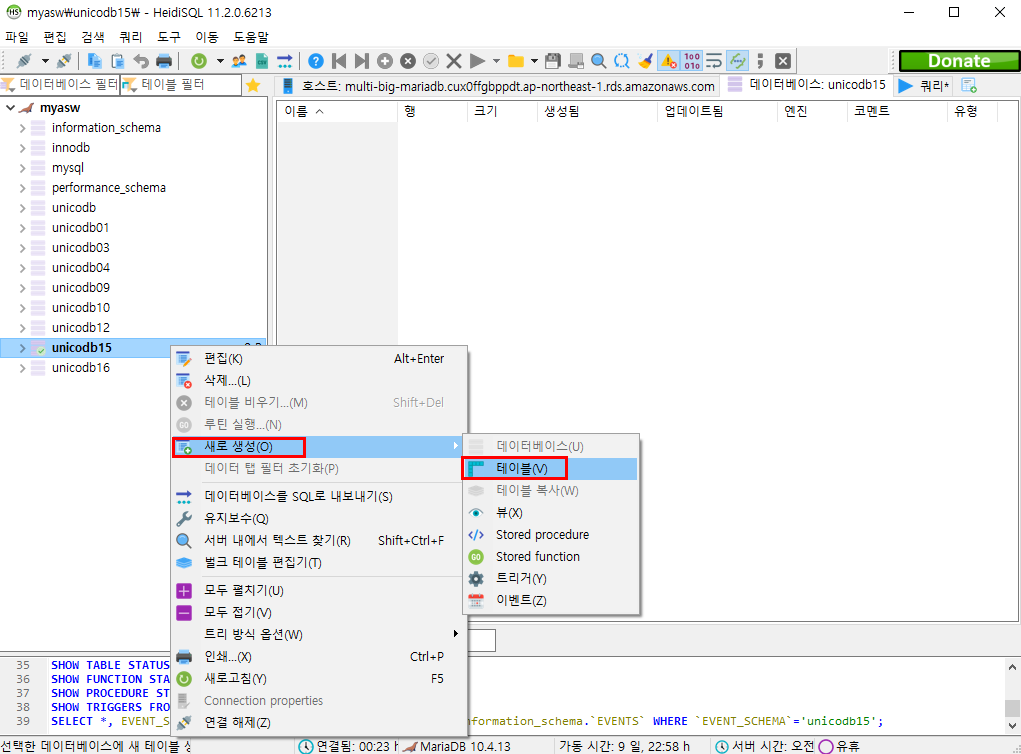 myasw₩unicodb15₩ - HeidiSQL 11.2.0.6213
파일 편집 검색 쿼리 도구 이동 도움말
Donate
데이터베이스 필터 테이블 필터
호스트: multi-big-mariadb.cux0ffgbppdt.ap-northeast-1.rds.amazonaws.com 데이터베이스: unicodb15 쿼리*
이름 행 크기 생성됨 업데이트됨 엔진 코멘트 유형
myasw
information_schema
innodb
mysql
performance_schema
unicodb
unicodb01
unicodb03
unicodb04
unicodb09
unicodb10
unicodb12
unicodb15
unicodb16
편집(K) Alt+Enter
삭제...(L)
테이블 비우기...(M) Shift+Del
루틴 실행...(N)
새로 생성(O)
데이터 탭 필터 초기화(P)
데이터베이스를 SQL로 내보내기(S)
유지보수(Q)
서버 내에서 텍스트 찾기(R) Shift+Ctrl+F
벌크 테이블 편집기(T)
모두 펼치기(U)
모두 접기(V)
트리 방식 옵션(W)
인쇄...(X) Ctrl+P
새로고침(Y) F5
Connection properties
연결 해제(Z)
데이터베이스(U)
테이블(V)
테이블 복사(W)
뷰(X)
Stored procedure
Stored function
트리거(Y)
이벤트(Z)
35 SHOW TABLE STATUS
36 SHOW FUNCTION STA
37 SHOW PROCEDURE ST
38 SHOW TRIGGERS FRO
39 SELECT *, EVENT_S nformation_schema.`EVENTS` WHERE `EVENT_SCHEMA`='unicodb15';
선택한 데이터베이스에 새 테이블 연결됨: 00:23 h MariaDB 10.4.13 가동 시간: 9 일, 22:58 h 서버 시간: 오전 유휴